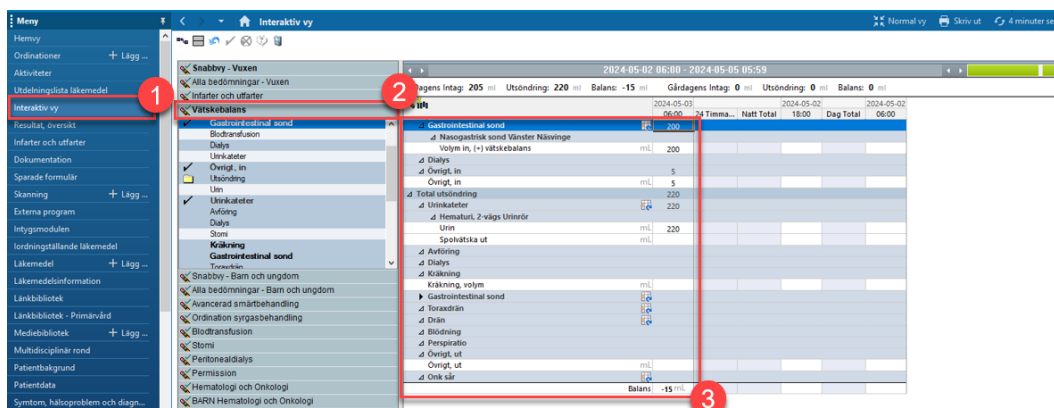 Meny
Interaktiv vy
Normal vy
Skriv ut
4 minuter se
Hemvy
Ordinationer
+ Lägg ...
Aktiviteter
Utdelningslista läkemedel
Interaktiv vy
Resultat, översikt
Infarter och utfarter
Dokumentation
Sparade formulär
Skanning
+ Lägg ...
Externa program
Intygsmodulen
Iordningställande läkemedel
Läkemedel
+ Lägg ...
Läkemedelsinformation
Länkbibliotek
Länkbibliotek - Primärvård
Mediebibliotek
+ Lägg ...
Multidisciplinär rond
Patientbakgrund
Patientdata
Symtom, hälsoproblem och diagn...
1
Snabbvy - Vuxen
Alla bedömningar - Vuxen
Infarter och utfarter
Vätskebalans
Gastrointestinal sond
Blodtransfusion
Dialys
Urinkateter
Övrigt, in
Utsöndring
Urin
Urinkateter
Avföring
Dialys
Stomi
Kräkning
Gastrointestinal sond
Toraxdrän
Snabbvy - Barn och ungdom
Alla bedömningar - Barn och ungdom
Avancerad smärtbehandling
Ordination syrgasbehandling
Blodtransfusion
Stomi
Peritonealdialys
Permission
Hematologi och Onkologi
BARN Hematologi och Onkologi
2
2024-05-02 06:00 - 2024-05-05 05:59
agens Intag: 205 ml Utsöndring: 220 ml Balans: -15 ml Gårdagens Intag: 0 ml Utsöndring: 0 ml Balans: 0 ml
2024-05-03 2024-05-02 2024-05-02
06:00 24 Timma... Natt Total 18:00 Dag Total 06:00
Gastrointestinal sond 200
Nasogastrisk sond Vänster Näsvinge
Volym in, (+) vätskebalans mL 200
Dialys
Övrigt, in 5
Övrigt, in mL 5
Total utsöndring 220
Urinkateter 220
Hematuri, 2-vägs Urinrör
Urin mL 220
Spolvätska ut mL
Avföring
Dialys
Kräkning
Kräkning, volym mL
Gastrointestinal sond
Toraxdrän
Drän
Blödning
Perspiratio
Övrigt, ut
Övrigt, ut mL
Onk sår
Balans -15 mL
3